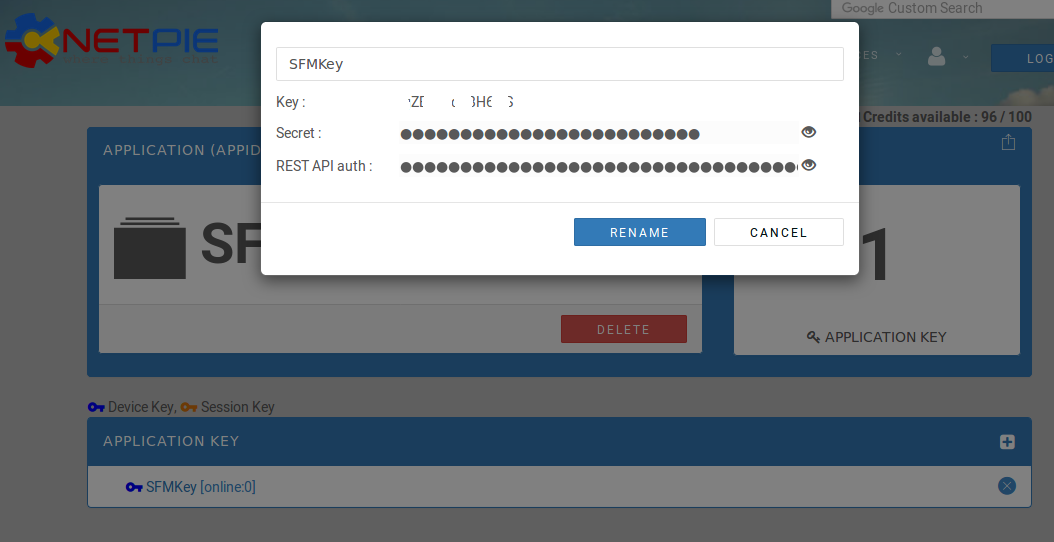 Google Custom Search
NETPIE
SFMKey
LOG
Key :
Credits available : 96 / 100
Secret : ●●●●●●●●●●●●●●●●●●●●●●●●●
APPLICATION (APPID
REST API auth : ●●●●●●●●●●●●●●●●●●●●●●●●●●●●●●●●●
RENAME
CANCEL
SF
1
DELETE
APPLICATION KEY
Device Key, Session Key
APPLICATION KEY
SFMKey [online:0]